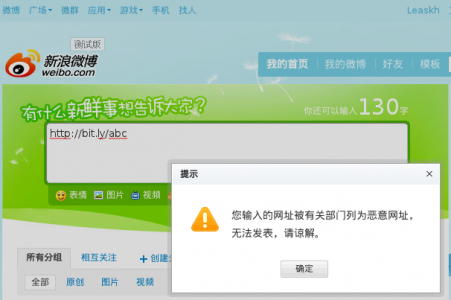 微博 广场 微群 应用 游戏 手机 找人 Leaskh
测试版
新浪微博
weibo.com
我的首页 我的微博 好友 模板
有什么新鲜事想告诉大家?
你还可以输入130字
http://bit.ly/abc
表情 图片 视频
提示
您输入的网址被有关部门列为恶意网址，
无法发表，请谅解。
确定
所有分组 相互关注 + 创建
全部 原创 图片 视频